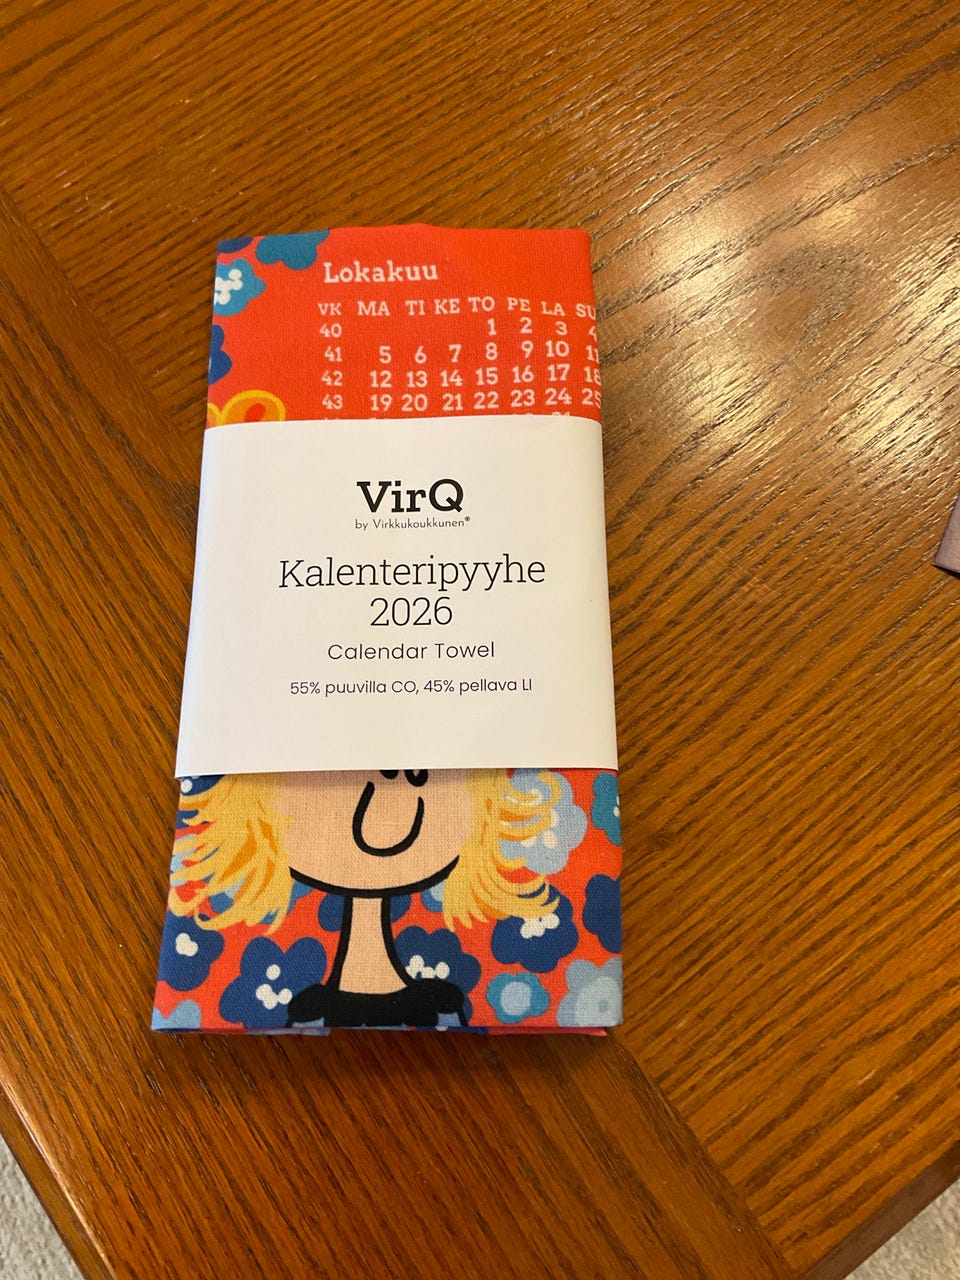 Lokakuu
VK MA TI KE TO PE LA SU
40 1 2 3 4
41 5 6 7 8 9 10 11
42 12 13 14 15 16 17 18
43 19 20 21 22 23 24 25
VirQ
by Virkkukoukkunen®
Kalenteripyyhe
2026
Calendar Towel
55% puuvilla CO, 45% pellava LI